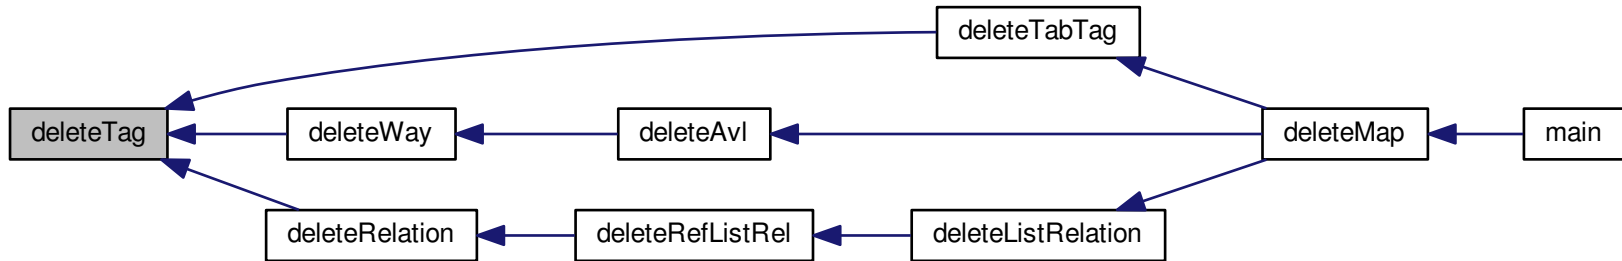 deleteTabTag
deleteTag
deleteWay
deleteAvl
deleteMap
main
deleteRelation
deleteRefListRel
deleteListRelation